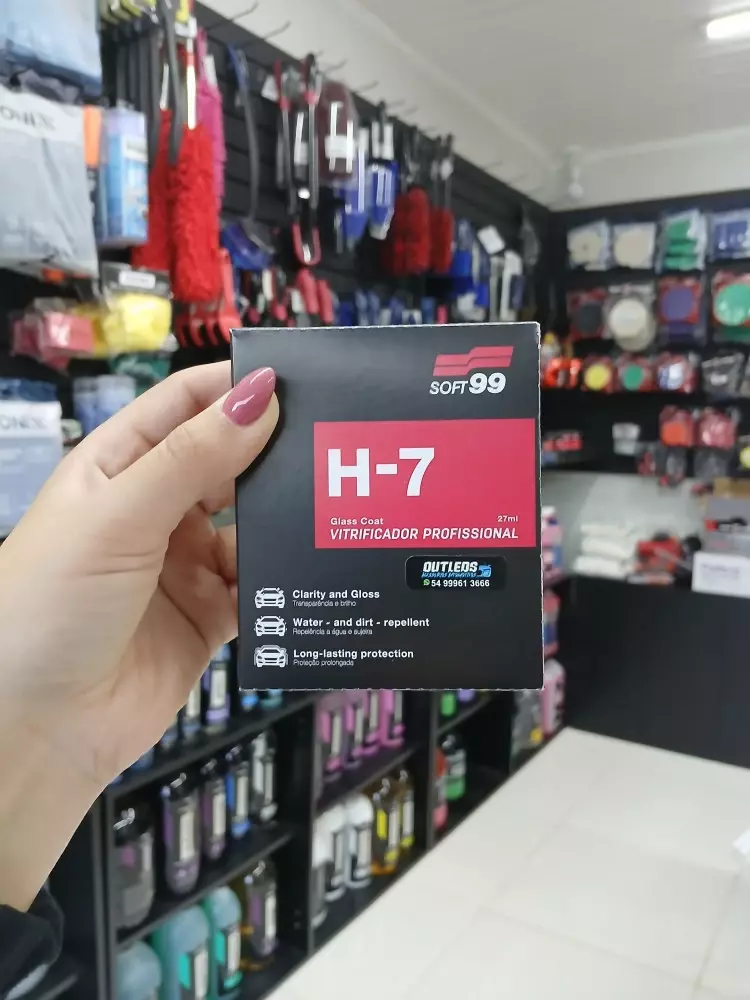 SOFT99
H-7
Glass Coat 27ml
VITRIFICADOR PROFISSIONAL
OUTLEDS
54 99961 3666
Clarity and Gloss
Transparência e brilho
Water - and dirt - repellent
Repelência a água e sujeira
Long-lasting protection
Proteção prolongada